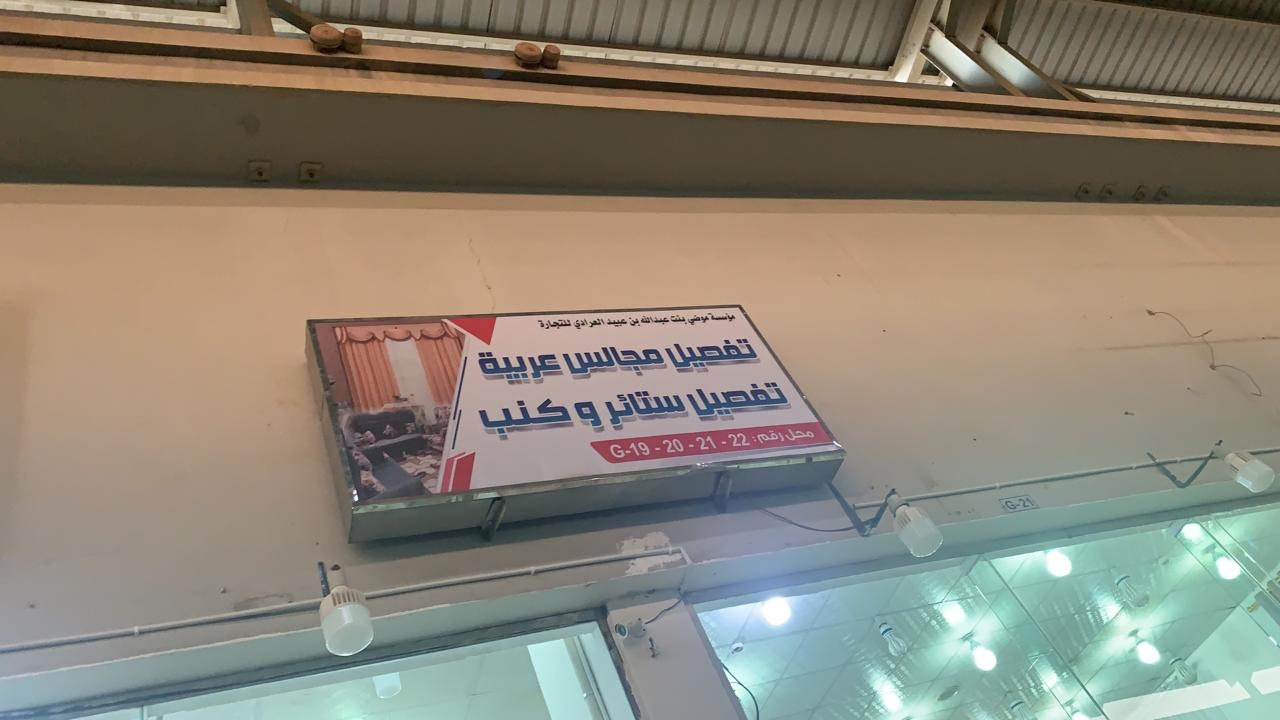 مؤسسة موضي بنت عبدالله بن عبيد العرادي للتجارة
تفصيل مجالس عربية
تفصيل ستائر و كنب
محل رقم: G-19 - 20 - 21 - 22
G-21